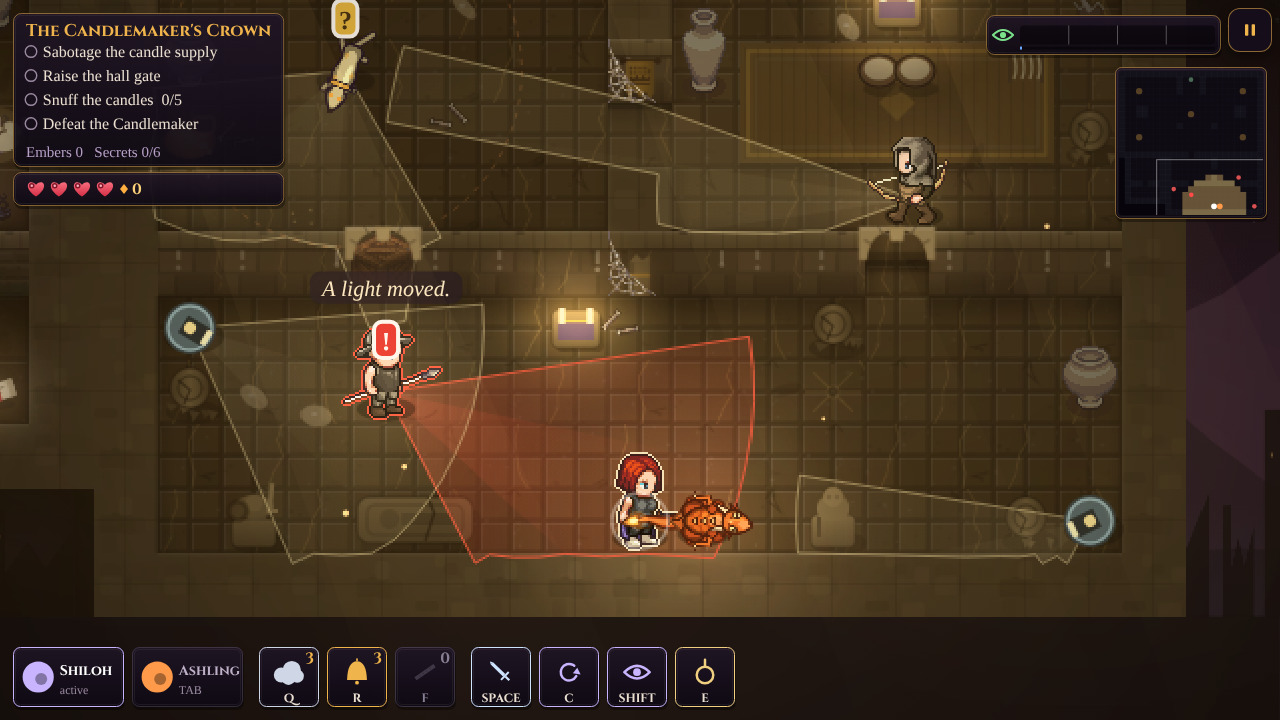 ?
THE CANDLEMAKER'S CROWN
Sabotage the candle supply
Raise the hall gate
Snuff the candles 0/5
Defeat the Candlemaker
Embers 0 Secrets 0/6
0
A light moved.
!
SHILOH
active
ASHLING
TAB
3
Q
3
R
0
F
SPACE
C
SHIFT
E